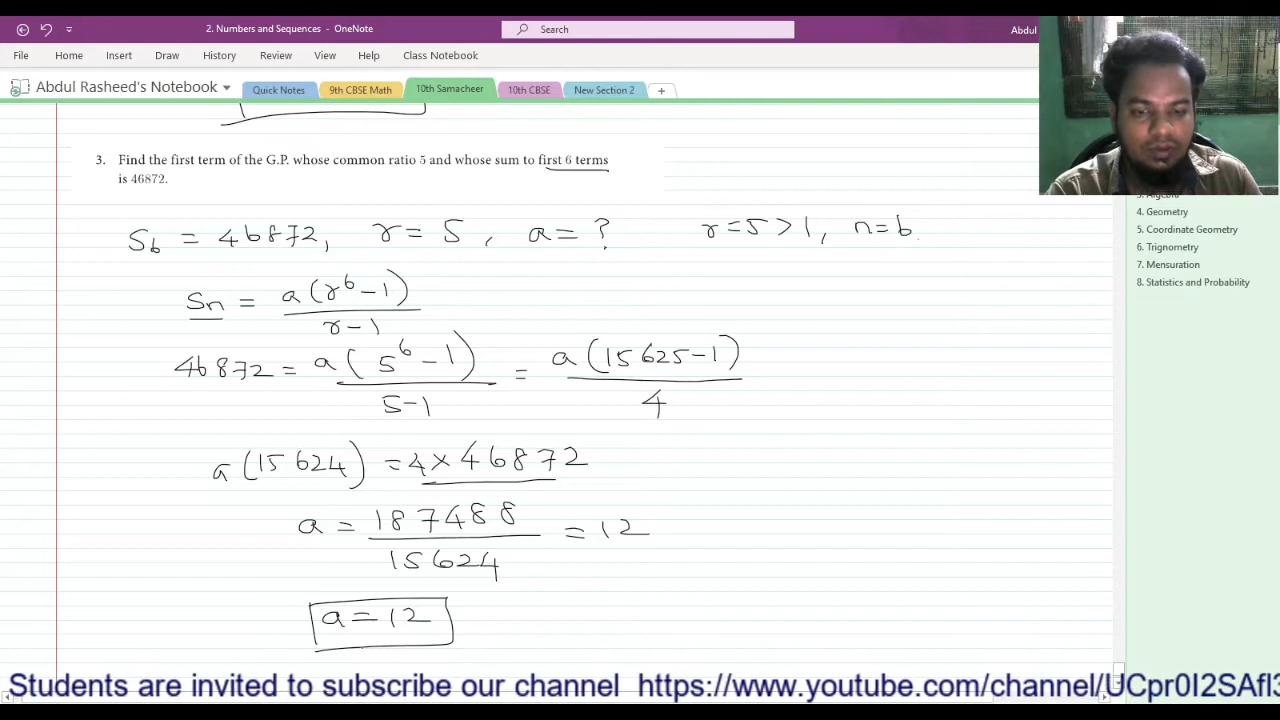 2. Numbers and Sequences - OneNote
Search
Abdul
File Home Insert Draw History Review View Help Class Notebook
Abdul Rasheed's Notebook
Quick Notes 9th CBSE Math 10th Samacheer 10th CBSE New Section 2 +
3. Find the first term of the G.P. whose common ratio 5 and whose sum to first 6 terms
is 46872.
S₆ = 46872, r = 5, a = ? r = 5 > 1, n = 6.
Sn = a(r⁶ - 1) / r - 1
46872 = a(5⁶ - 1) / 5 - 1 = a(15625 - 1) / 4
a(15624) = 4 × 46872
a = 187488 / 15624 = 12
a = 12
3. Algebra
4. Geometry
5. Coordinate Geometry
6. Trignometry
7. Mensuration
8. Statistics and Probability
Students are invited to subscribe our channel https://www.youtube.com/channel/UCpr0I2SAfI3